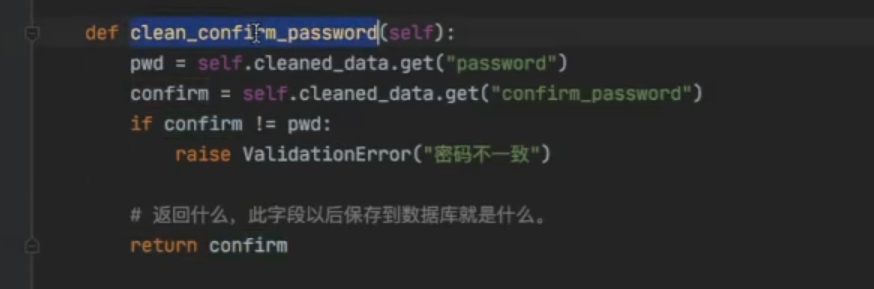 def clean_confirm_password(self):
pwd = self.cleaned_data.get("password")
confirm = self.cleaned_data.get("confirm_password")
if confirm != pwd:
raise ValidationError("密码不一致")
# 返回什么，此字段以后保存到数据库就是什么。
return confirm